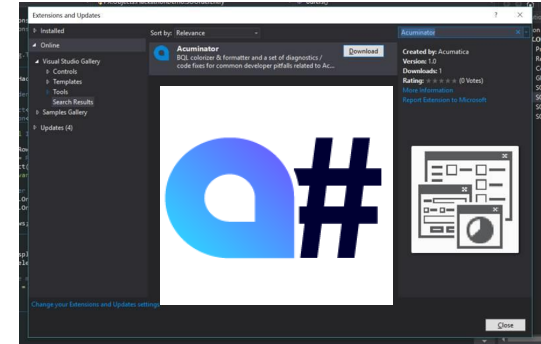 Extensions and Updates
? ×
Installed
Sort by: Relevance
Acuminator
Online
Acuminator
Download
BQL colorizer & formatter and a set of diagnostics /
code fixes for common developer pitfalls related to Ac...
Visual Studio Gallery
Controls
Templates
Tools
Search Results
Samples Gallery
Updates (4)
Created by: Acumatica
Version: 1.0
Downloads: 1
Rating: (0 Votes)
More Information
Report Extension to Microsoft
#
Change your Extensions and Updates settings
Close